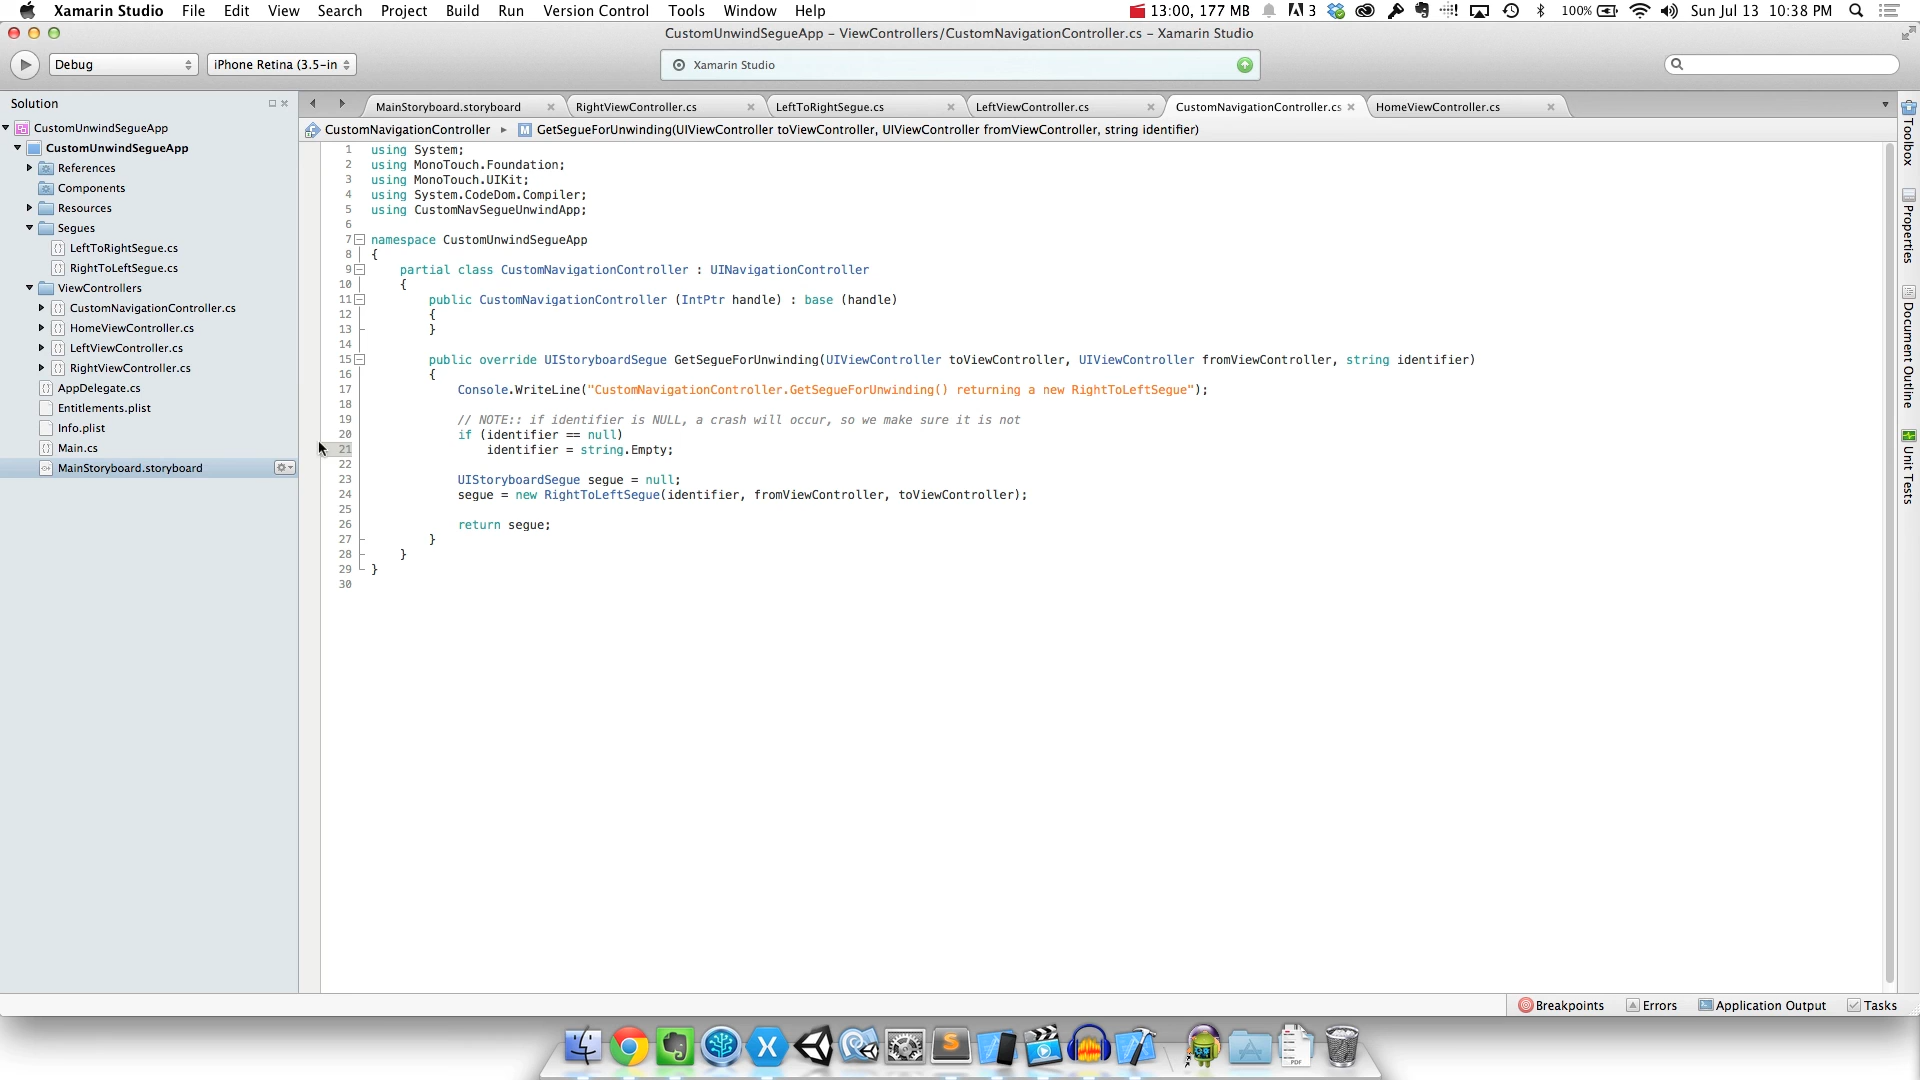 Xamarin Studio File Edit View Search Project Build Run Version Control Tools Window Help 13:00, 177 MB 3 100% Sun Jul 13 10:38 PM
CustomUnwindSegueApp – ViewControllers/CustomNavigationController.cs – Xamarin Studio
Debug iPhone Retina (3.5-in Xamarin Studio
Solution
CustomUnwindSegueApp
CustomUnwindSegueApp
References
Components
Resources
Segues
LeftToRightSegue.cs
RightToLeftSegue.cs
ViewControllers
CustomNavigationController.cs
HomeViewController.cs
LeftViewController.cs
RightViewController.cs
AppDelegate.cs
Entitlements.plist
Info.plist
Main.cs
MainStoryboard.storyboard
MainStoryboard.storyboard RightViewController.cs LeftToRightSegue.cs LeftViewController.cs CustomNavigationController.cs HomeViewController.cs
CustomNavigationController GetSegueForUnwinding(UIViewController toViewController, UIViewController fromViewController, string identifier)
1 using System;
2 using MonoTouch.Foundation;
3 using MonoTouch.UIKit;
4 using System.CodeDom.Compiler;
5 using CustomNavSegueUnwindApp;
6
7 namespace CustomUnwindSegueApp
8 {
9 partial class CustomNavigationController : UINavigationController
10 {
11 public CustomNavigationController (IntPtr handle) : base (handle)
12 {
13 }
14
15 public override UIStoryboardSegue GetSegueForUnwinding(UIViewController toViewController, UIViewController fromViewController, string identifier)
16 {
17 Console.WriteLine("CustomNavigationController.GetSegueForUnwinding() returning a new RightToLeftSegue");
18
19 // NOTE:: if identifier is NULL, a crash will occur, so we make sure it is not
20 if (identifier == null)
21 identifier = string.Empty;
22
23 UIStoryboardSegue segue = null;
24 segue = new RightToLeftSegue(identifier, fromViewController, toViewController);
25
26 return segue;
27 }
28 }
29 }
30
Toolbox
Properties
Document Outline
Unit Tests
Breakpoints Errors Application Output Tasks
PDF